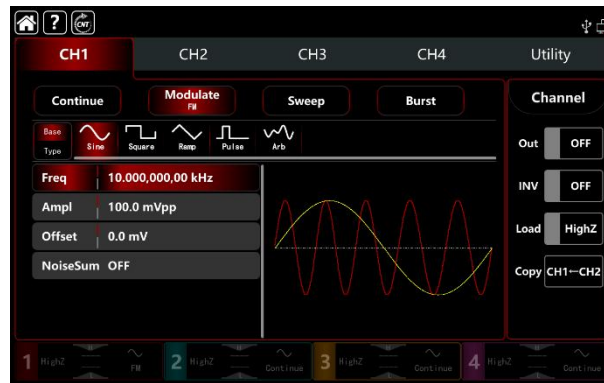 ? CNT
CH1 CH2 CH3 CH4 Utility
Continue Modulate Sweep Burst Channel
FM
Base
Type Sine Square Ramp Pulse Arb
Out OFF
Freq 10.000,000,00 kHz
INV OFF
Ampl 100.0 mVpp
Offset 0.0 mV
Load HighZ
NoiseSum OFF
Copy CH1←CH2
1 HighZ FM 2 HighZ Continue 3 HighZ Continue 4 HighZ Continue